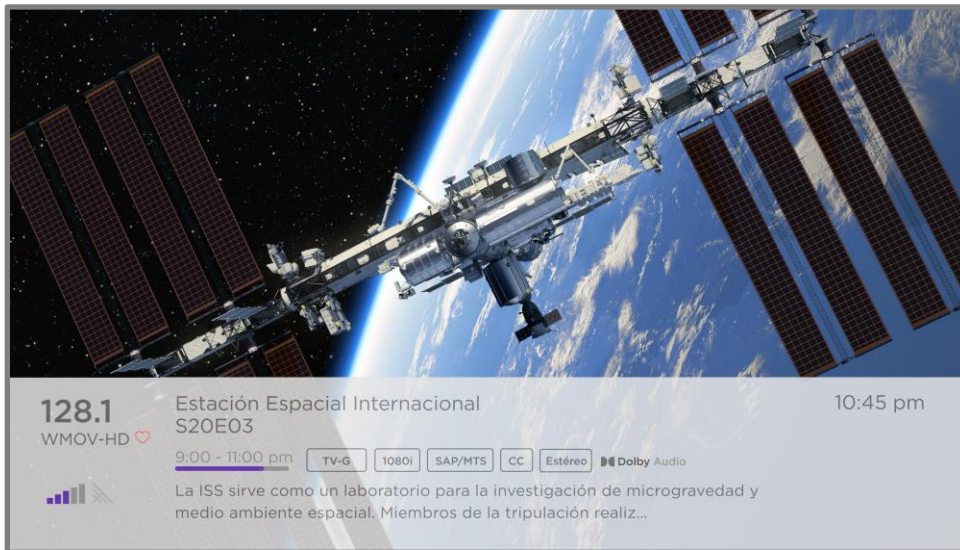 128.1
WMOV-HD
Estación Espacial Internacional
S20E03
10:45 pm
9:00 - 11:00 pm
TV-G 1080i SAP/MTS CC Estéreo Dolby Audio
La ISS sirve como un laboratorio para la investigación de microgravedad y
medio ambiente espacial. Miembros de la tripulación realiz...